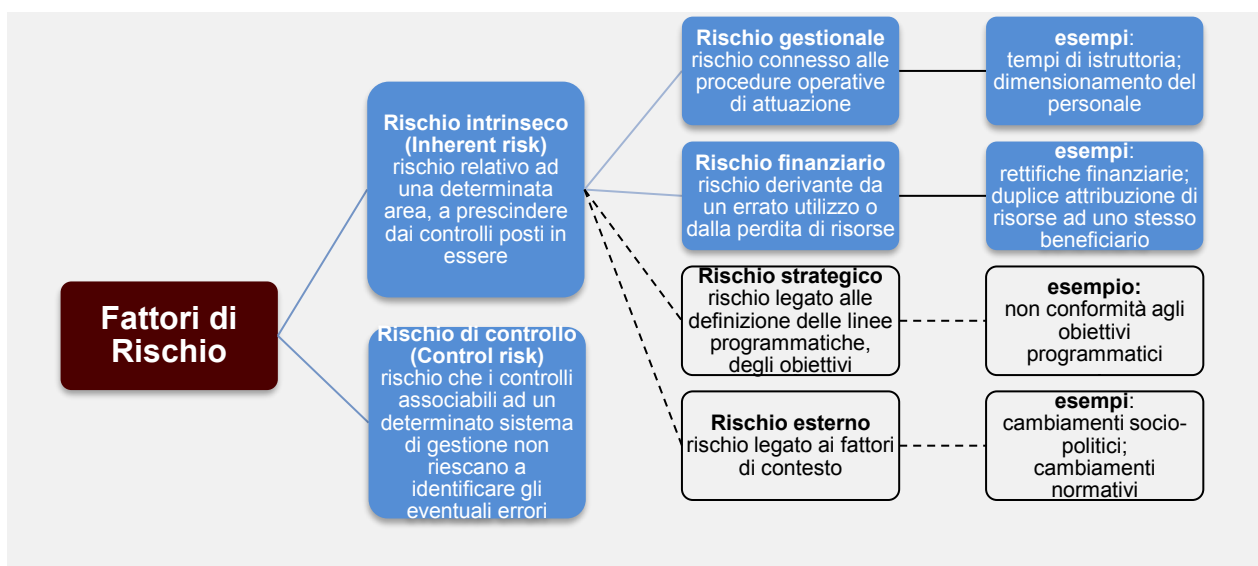 Fattori di
Rischio
Rischio intrinseco
(Inherent risk)
rischio relativo ad
una determinata
area, a prescindere
dai controlli posti in
essere
Rischio di controllo
(Control risk)
rischio che i controlli
associabili ad un
determinato sistema
di gestione non
riescano a
identificare gli
eventuali errori
Rischio gestionale
rischio connesso alle
procedure operative
di attuazione
esempi:
tempi di istruttoria;
dimensionamento del
personale
Rischio finanziario
rischio derivante da
un errato utilizzo o
dalla perdita di risorse
esempi:
rettifiche finanziarie;
duplice attribuzione di
risorse ad uno stesso
beneficiario
Rischio strategico
rischio legato alle
definizione delle linee
programmatiche,
degli obiettivi
esempio:
non conformità agli
obiettivi
programmatici
Rischio esterno
rischio legato ai fattori
di contesto
esempi:
cambiamenti socio-
politici;
cambiamenti
normativi